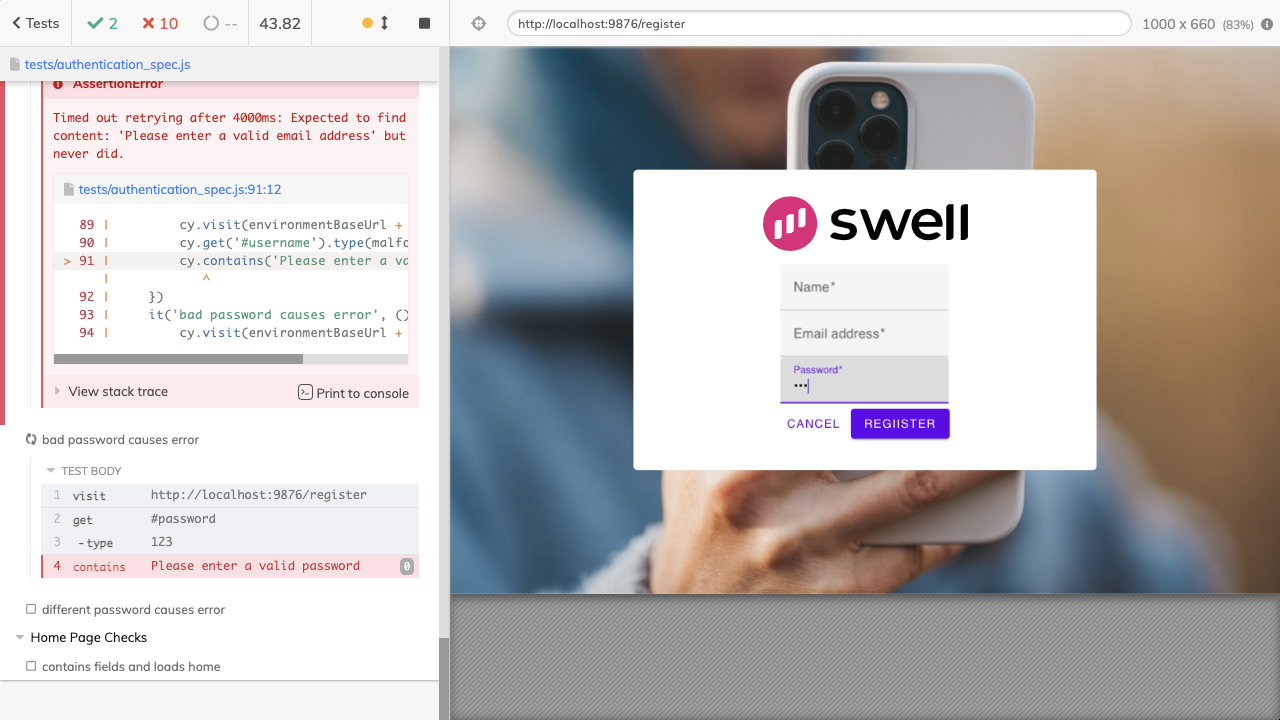 Tests
2
10
--
43.82
http://localhost:9876/register
1000 x 660 (83%)
tests/authentication_spec.js
AssertionError
Timed out retrying after 4000ms: Expected to find
content: 'Please enter a valid email address' but
never did.
tests/authentication_spec.js:91:12
89 | cy.visit(environmentBaseUrl +
90 | cy.get('#username').type(malfo
> 91 | cy.contains('Please enter a va
| ^
92 | })
93 | it('bad password causes error', ()
94 | cy.visit(environmentBaseUrl +
View stack trace
Print to console
bad password causes error
TEST BODY
1 visit http://localhost:9876/register
2 get #password
3 -type 123
4 contains Please enter a valid password 0
different password causes error
Home Page Checks
contains fields and loads home
swell
Name*
Email address*
Password*
•••
CANCEL
REGIISTER